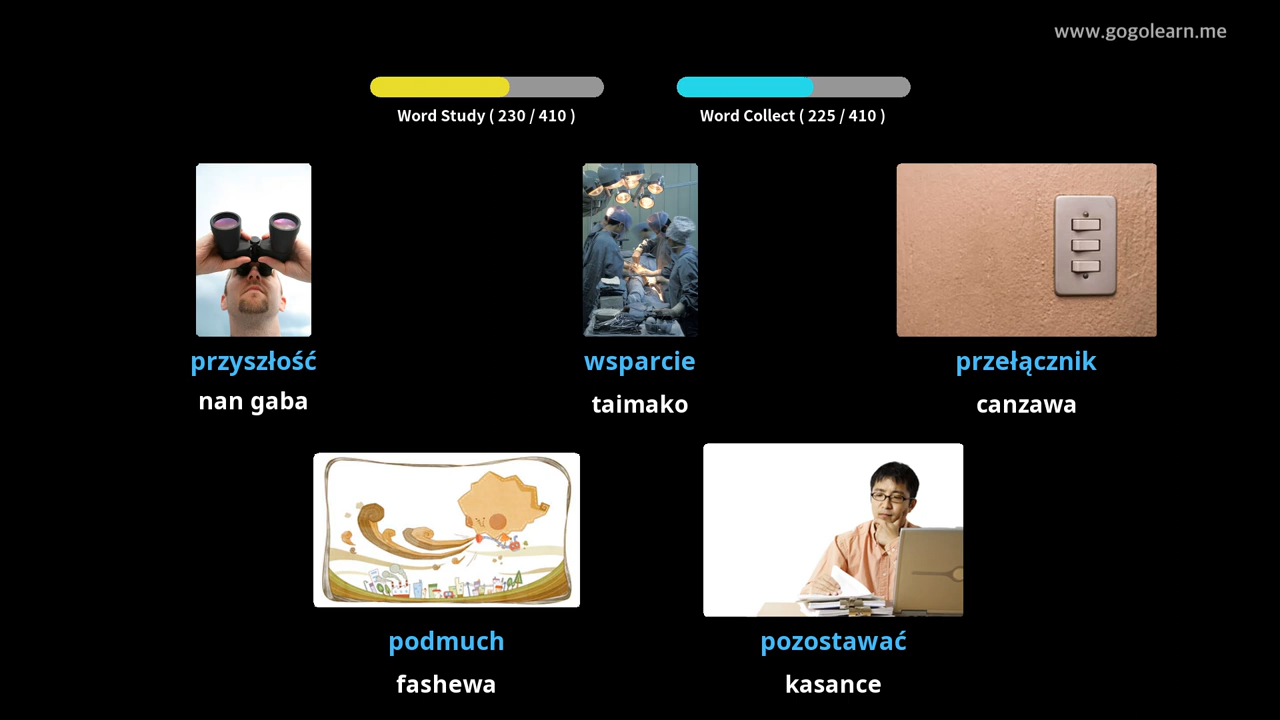 www.gogolearn.me
Word Study ( 230 / 410 )
Word Collect ( 225 / 410 )
przyszłość
wsparcie
przełącznik
nan gaba
taimako
canzawa
podmuch
pozostawać
fashewa
kasance